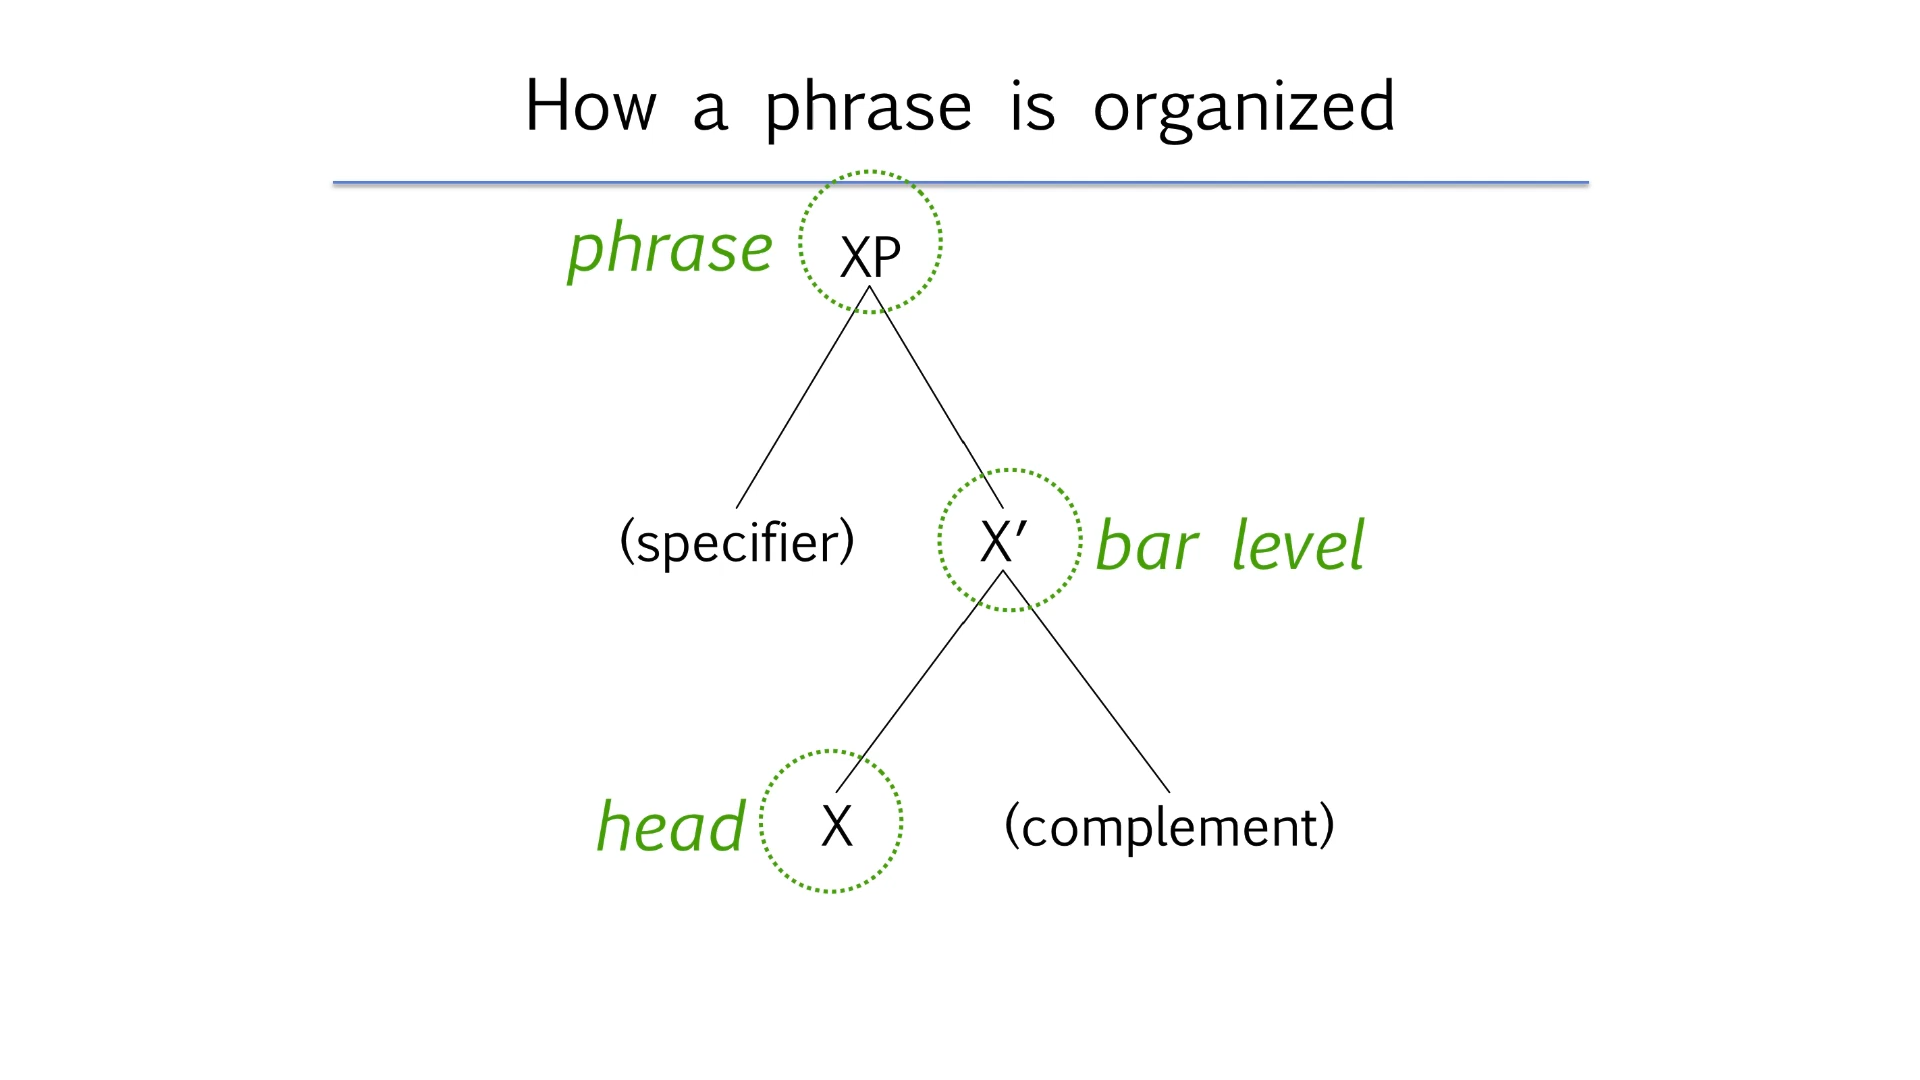 How a phrase is organized
phrase XP
(specifier) X′ bar level
head X (complement)